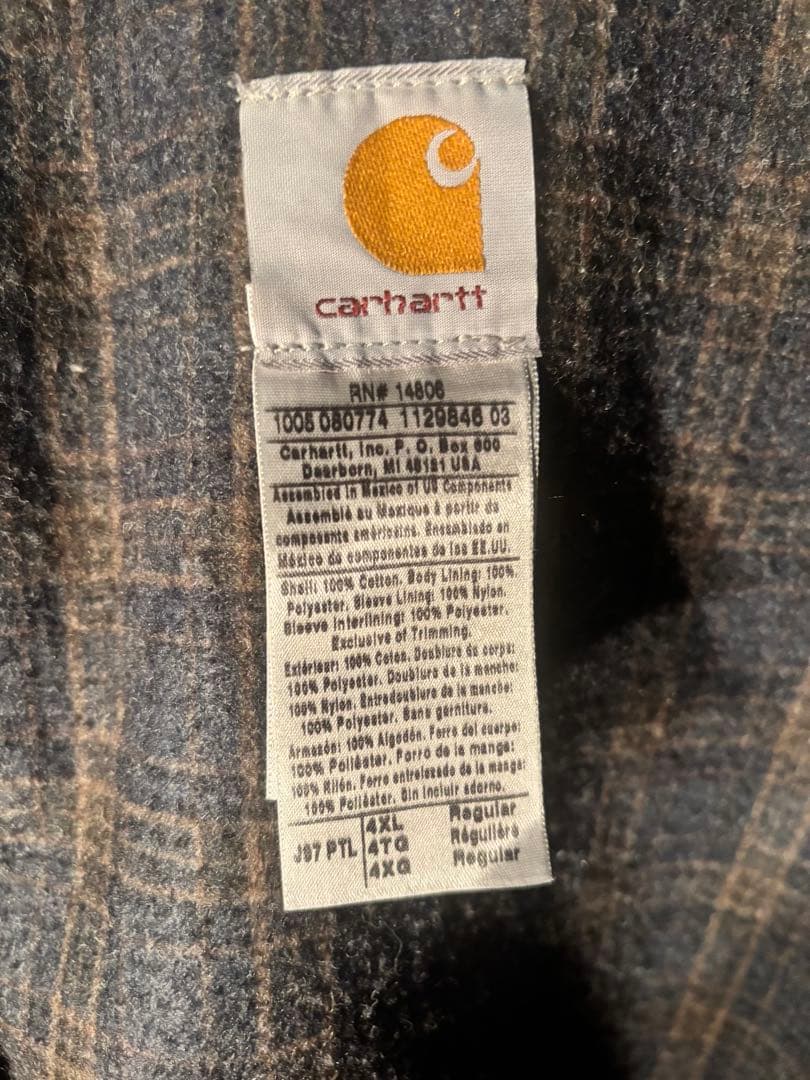 carhartt
RN# 14806
1005 080774 1129846 03
Carhartt, Inc. P. O. Box 600
Dearborn, MI 48121 USA
Assembled in Mexico of US Components
Assemblé au Mexique à partir de
composants américains. Ensamblado en
México de componentes de los EE.UU.
Shell: 100% Cotton. Body Lining: 100%
Polyester. Sleeve Lining: 100% Nylon.
Sleeve Interlining: 100% Polyester.
Exclusive of Trimming.
Extérieur: 100% Coton. Doublure de corps:
100% Polyester. Doublure de la manche:
100% Nylon. Entredoublure de la manche:
100% Polyester. Sans garniture.
Armazón: 100% Algodón. Forro del cuerpo:
100% Poliéster. Forro de la manga:
100% Nilón. Forro entrelazado de la manga:
100% Poliéster. Sin incluir adorno.
J97 PTL
4XL Regular
4TG Régulière
4XG Regular